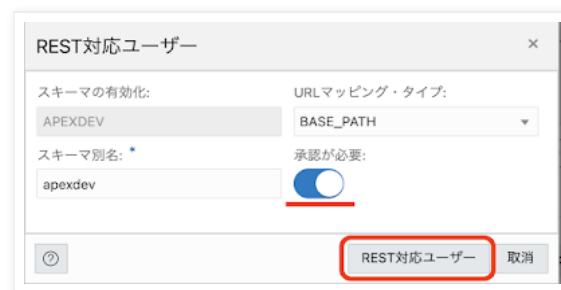 REST対応ユーザー
スキーマの有効化:
URLマッピング・タイプ:
APEXDEV
BASE_PATH
スキーマ別名: *
承認が必要:
apexdev
REST対応ユーザー
取消